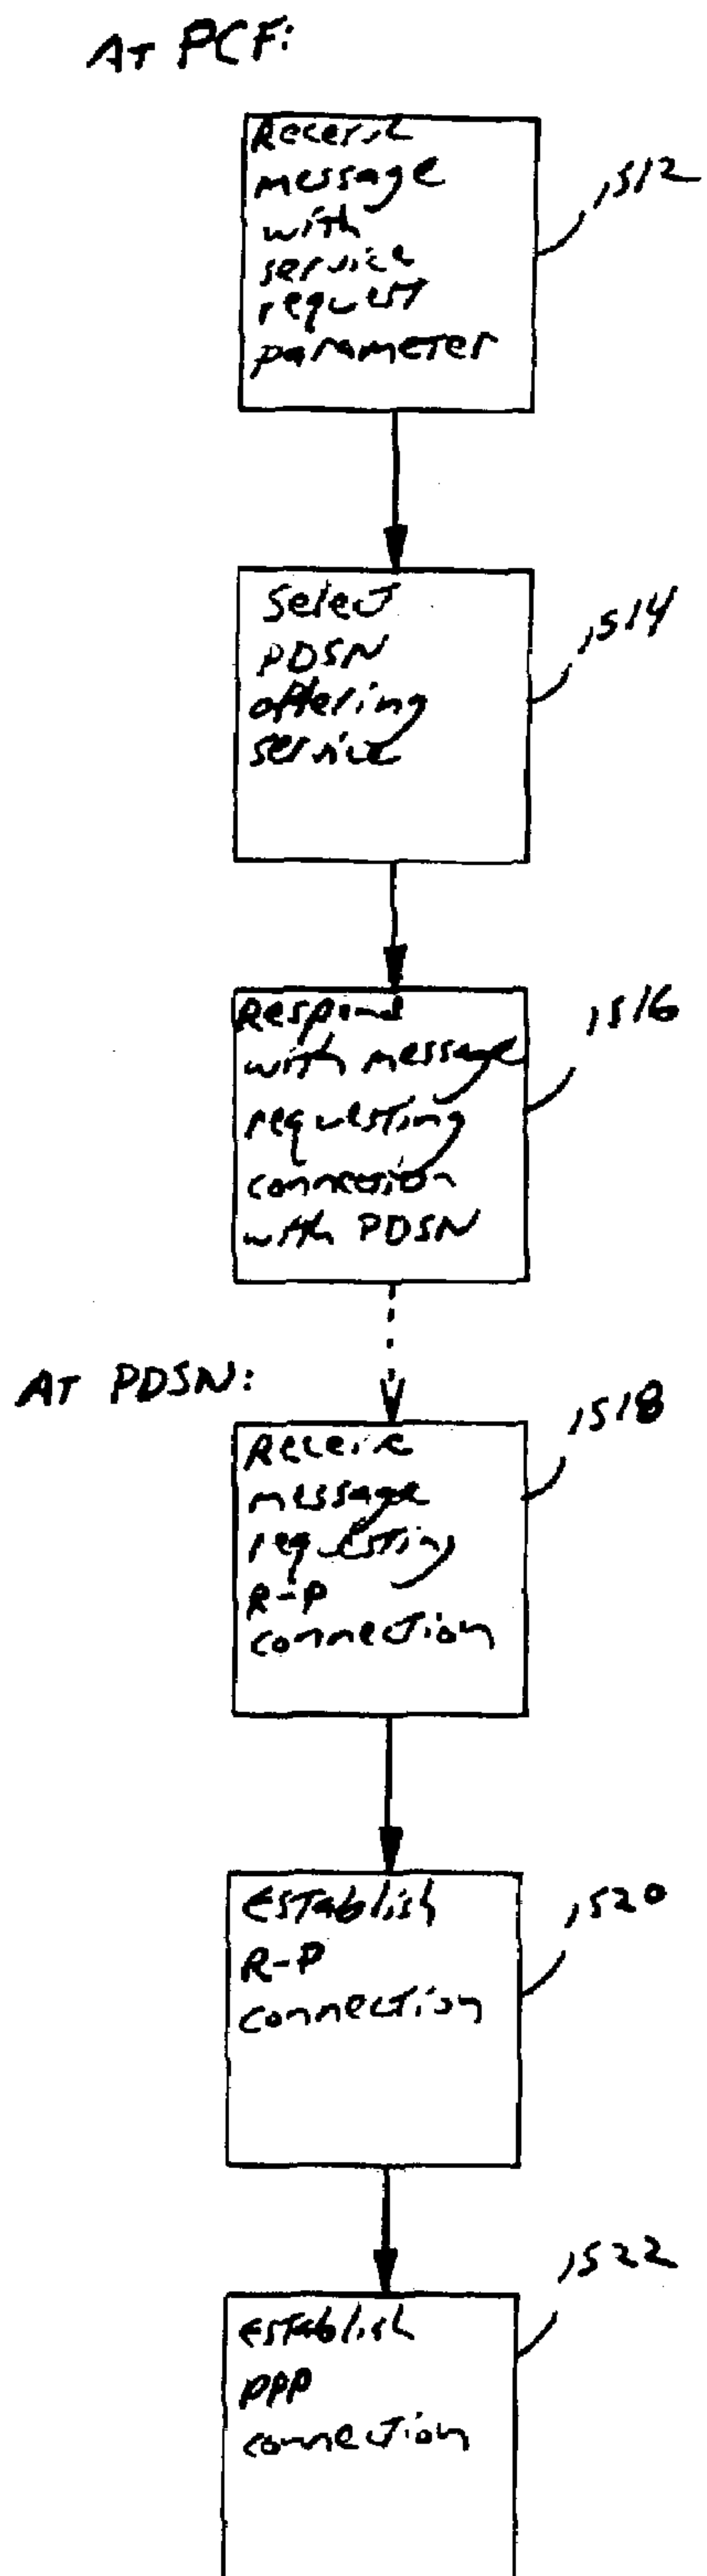 AT PCF:
Receive
message
with
service
request
parameter
1512
Select
PDSN
offering
service
1514
Respond
with message
requesting
connection
with PDSN
1516
AT PDSN:
Receive
message
requesting
R-P
connection
1518
Establish
R-P
connection
1520
Establish
PPP
connection
1522